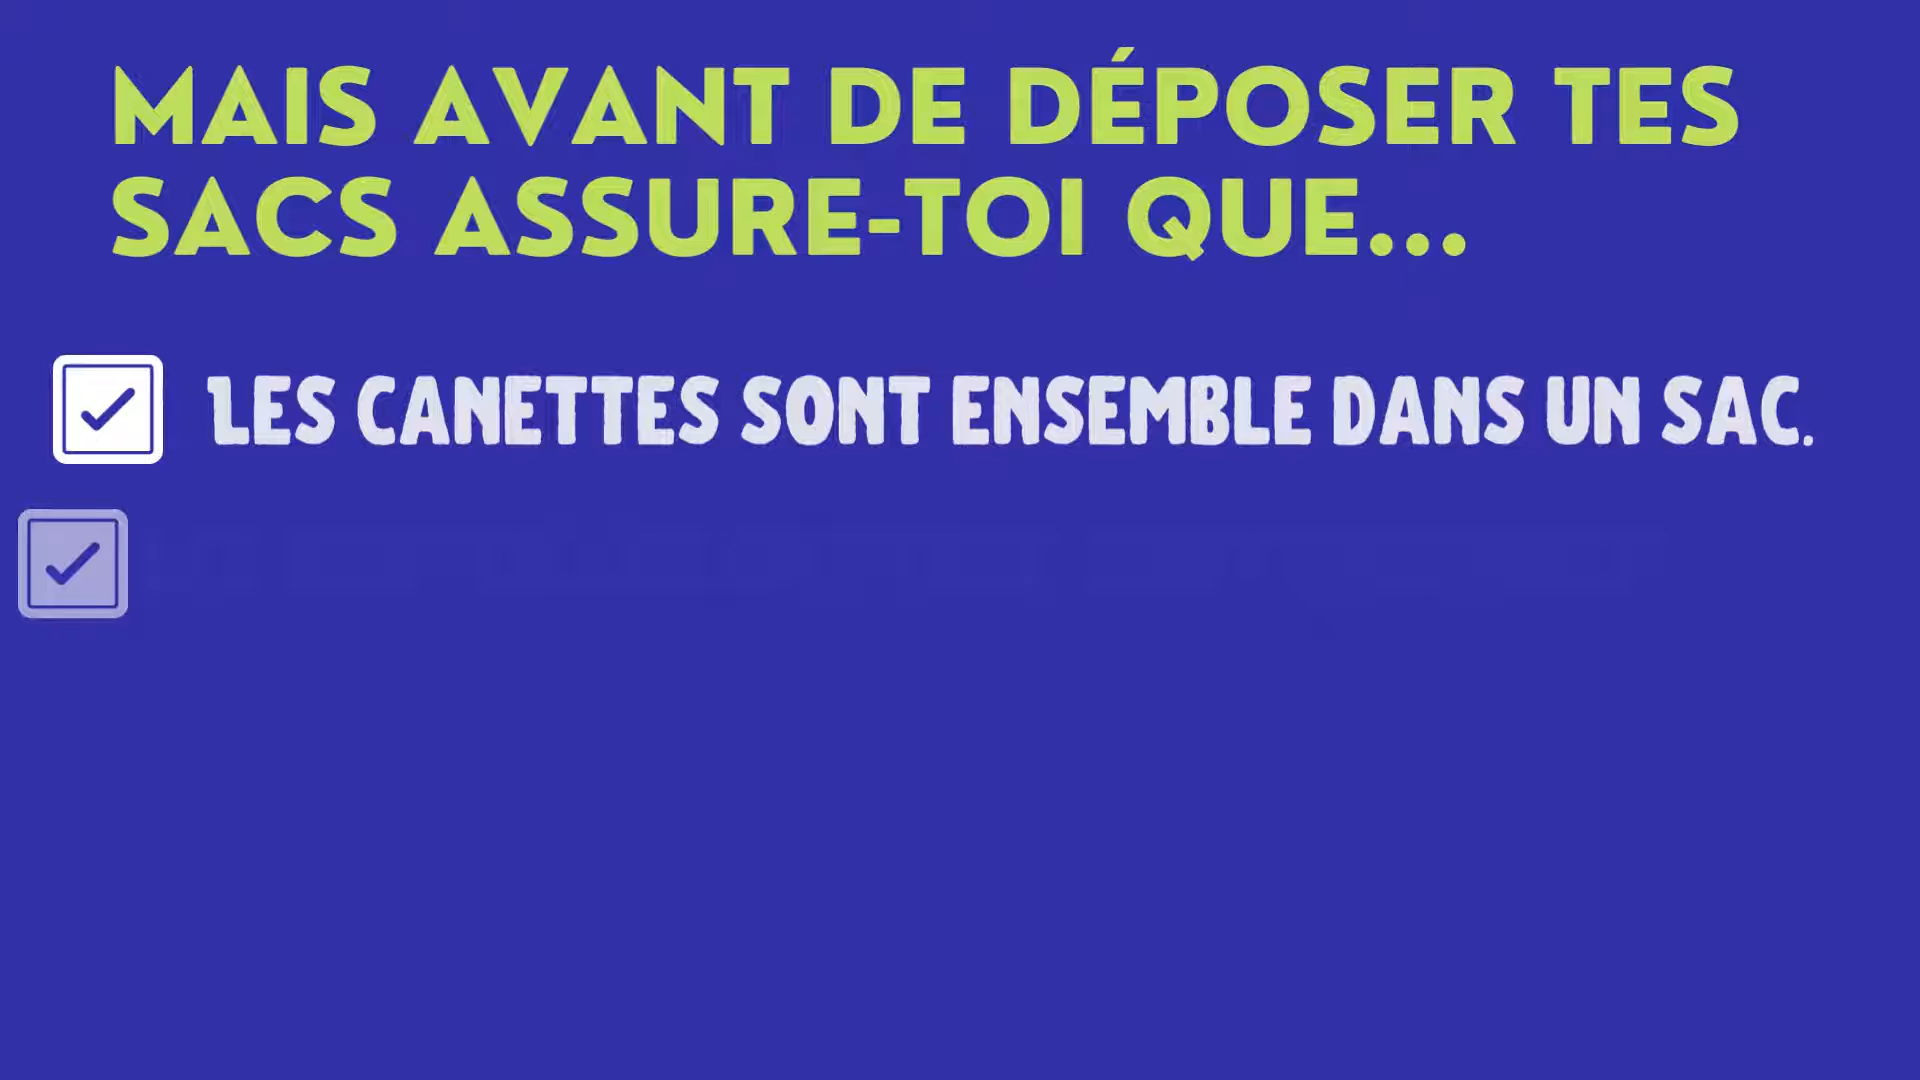 MAIS AVANT DE DÉPOSER TES
SACS ASSURE-TOI QUE...
LES CANETTES SONT ENSEMBLE DANS UN SAC.